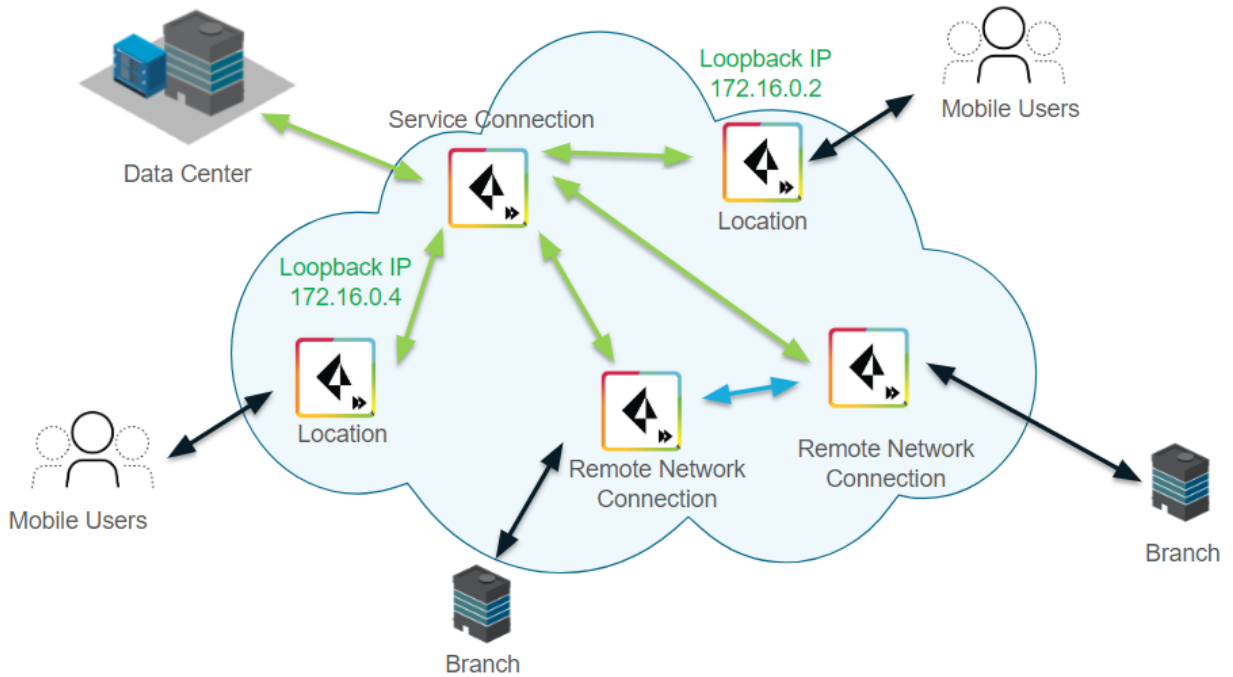 Loopback IP
172.16.0.2
Mobile Users
Service Connection
Data Center
Location
Loopback IP
172.16.0.4
Location
Remote Network
Connection
Remote Network
Connection
Mobile Users
Branch
Branch